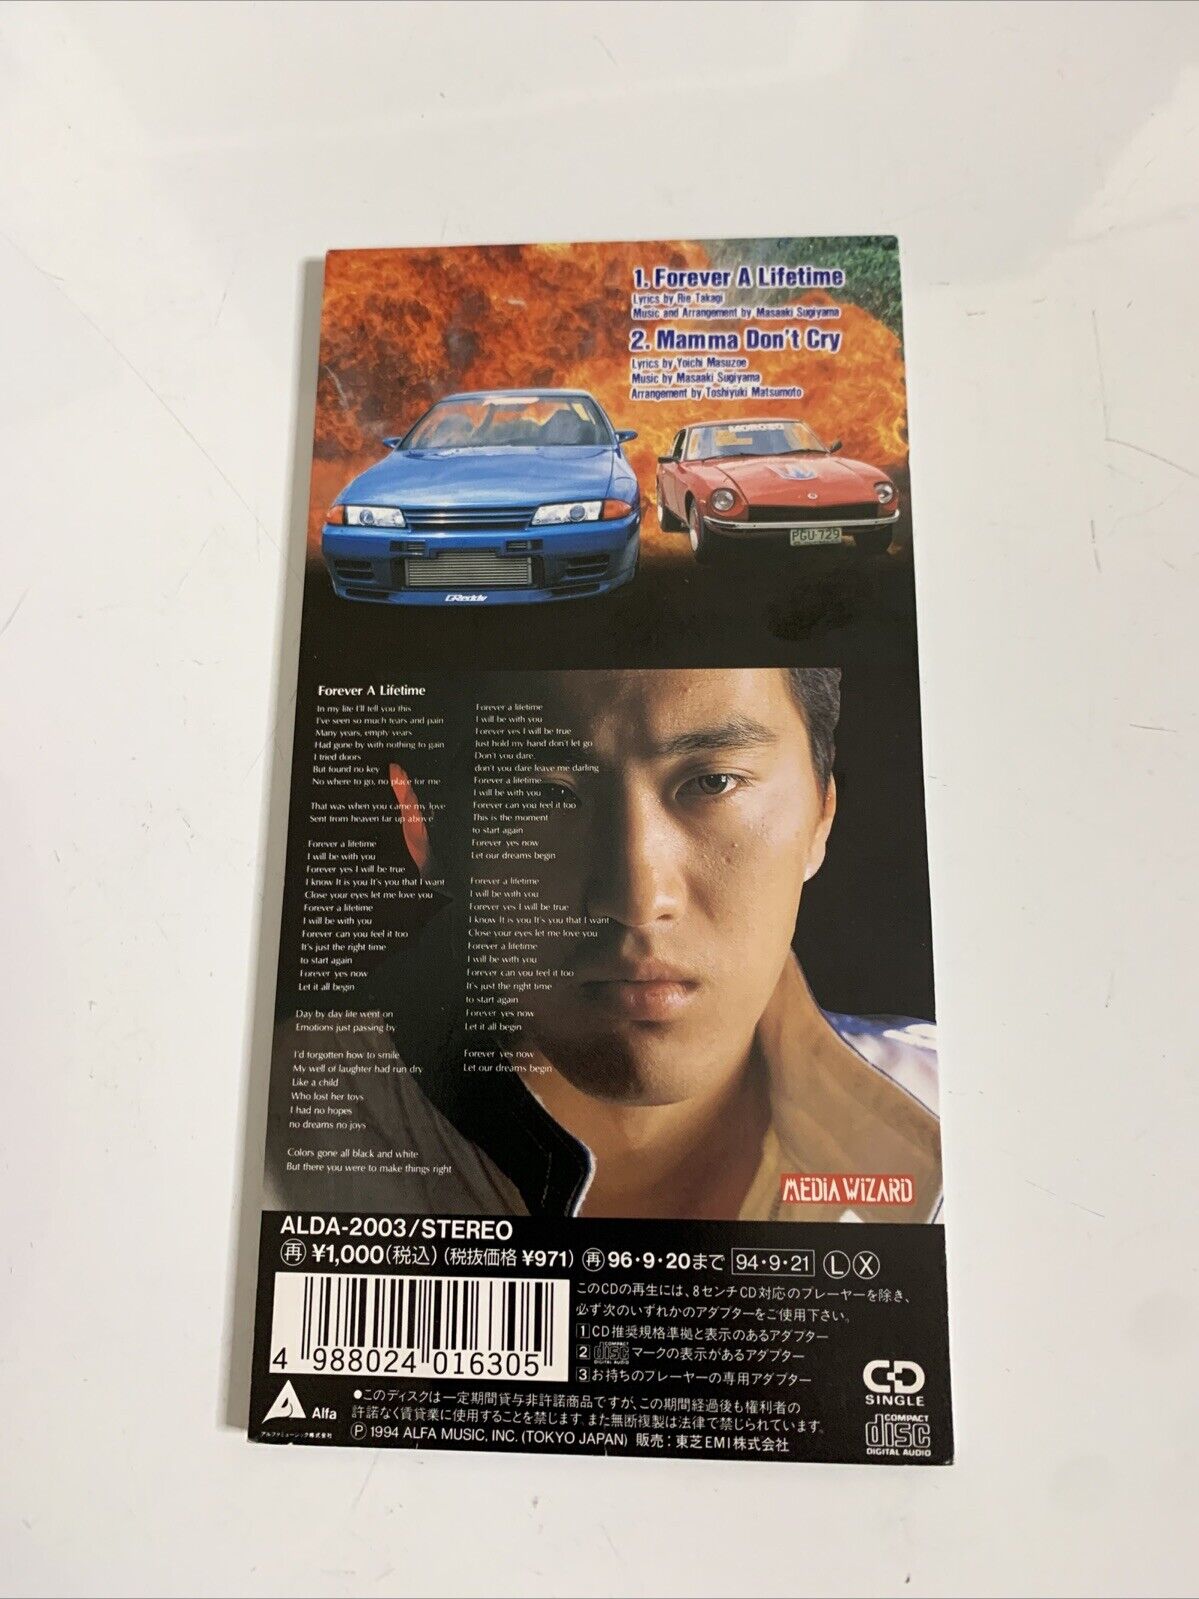 1. Forever A Lifetime
Lyrics by Rie Takagi
Music and Arrangement by Masaaki Sugiyama
2. Mamma Don't Cry
Lyrics by Yoichi Masuzoe
Music by Masaaki Sugiyama
Arrangement by Toshiyuki Matsumoto
MOROSO
PGU 729
GReddy
Forever A Lifetime
In my life I'll tell you this
I've seen so much tears and pain
Many years, empty years
Had gone by with nothing to gain
I tried doors
But found no key
No where to go, no place for me
That was when you came my love
Sent from heaven far up above
Forever a lifetime
I will be with you
Forever yes I will be true
I know It is you It's you that I want
Close your eyes let me love you
Forever a lifetime
I will be with you
Forever can you feel it too
It's just the right time
to start again
Forever yes now
Let it all begin
Day by day life went on
Emotions just passing by
I'd forgotten how to smile
My well of laughter had run dry
Like a child
Who lost her toys
I had no hopes
no dreams no joys
Colors gone all black and white
But there you were to make things right
Forever a lifetime
I will be with you
Forever yes I will be true
Just hold my hand don't let go
Don't you dare,
don't you dare leave me darling
Forever a lifetime
I will be with you
Forever can you feel it too
This is the moment
to start again
Forever yes now
Let our dreams begin
Forever a lifetime
I will be with you
Forever yes I will be true
I know It is you It's you that I want
Close your eyes let me love you
Forever a lifetime
I will be with you
Forever can you feel it too
It's just the right time
to start again
Forever yes now
Let it all begin
Forever yes now
Let our dreams begin
MEDIA WIZARD
ALDA-2003/STEREO
再 ¥1,000(税込)(税抜価格 ¥971) 再 96・9・20まで 94・9・21 L X
このCDの再生には、8センチCD対応のプレーヤーを除き、
必ず次のいずれかのアダプターをご使用下さい。
1 CD推奨規格準拠と表示のあるアダプター
2 COMPACT disc DIGITAL AUDIO マークの表示があるアダプター
3 お持ちのプレーヤーの専用アダプター
4 988024 016305
CD
SINGLE
COMPACT
disc
DIGITAL AUDIO
Alfa
アルファミュージック株式会社
●このディスクは一定期間貸与非許諾商品ですが、この期間経過後も権利者の
許諾なく賃貸業に使用することを禁じます。また無断複製は法律で禁じられています。
Ⓟ 1994 ALFA MUSIC, INC. (TOKYO JAPAN) 販売：東芝EMI株式会社